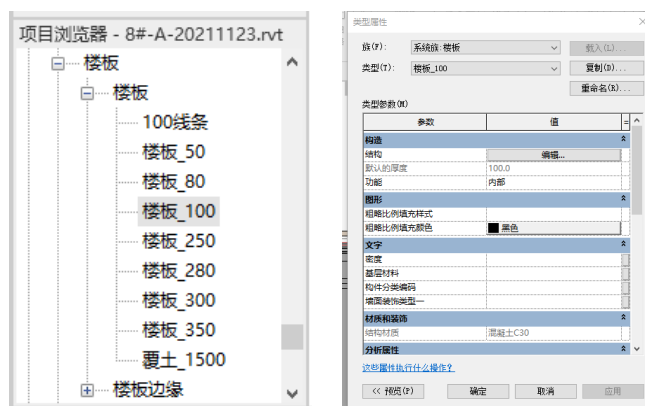 项目浏览器 - 8#-A-20211123.rvt
楼板
楼板
100线条
楼板_50
楼板_80
楼板_100
楼板_250
楼板_280
楼板_300
楼板_350
覆土_1500
楼板边缘
类型属性
族(F): 系统族:楼板 载入(L)...
类型(T): 楼板_100 复制(D)...
重命名(R)...
类型参数(M)
参数 值 =
构造
结构 编辑...
默认的厚度 100.0
功能 内部
图形
粗略比例填充样式
粗略比例填充颜色 黑色
文字
密度
基层材料
构件分类编码
墙面装饰类型一
材质和装饰
结构材质 混凝土C30
分析属性
这些属性执行什么操作?
<< 预览(P) 确定 取消 应用